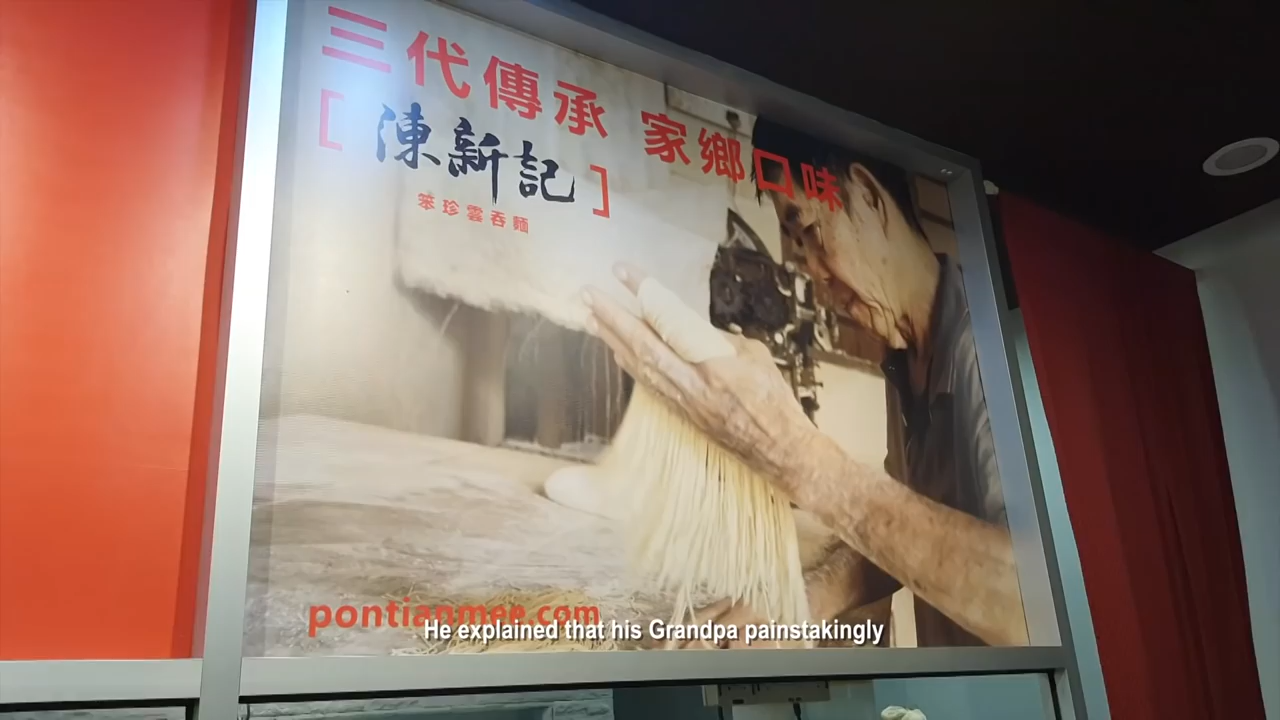 三代傳承 家鄉口味
[ 陳新記 ]
笨珍雲吞麵
pontianmee.com
He explained that his Grandpa painstakingly